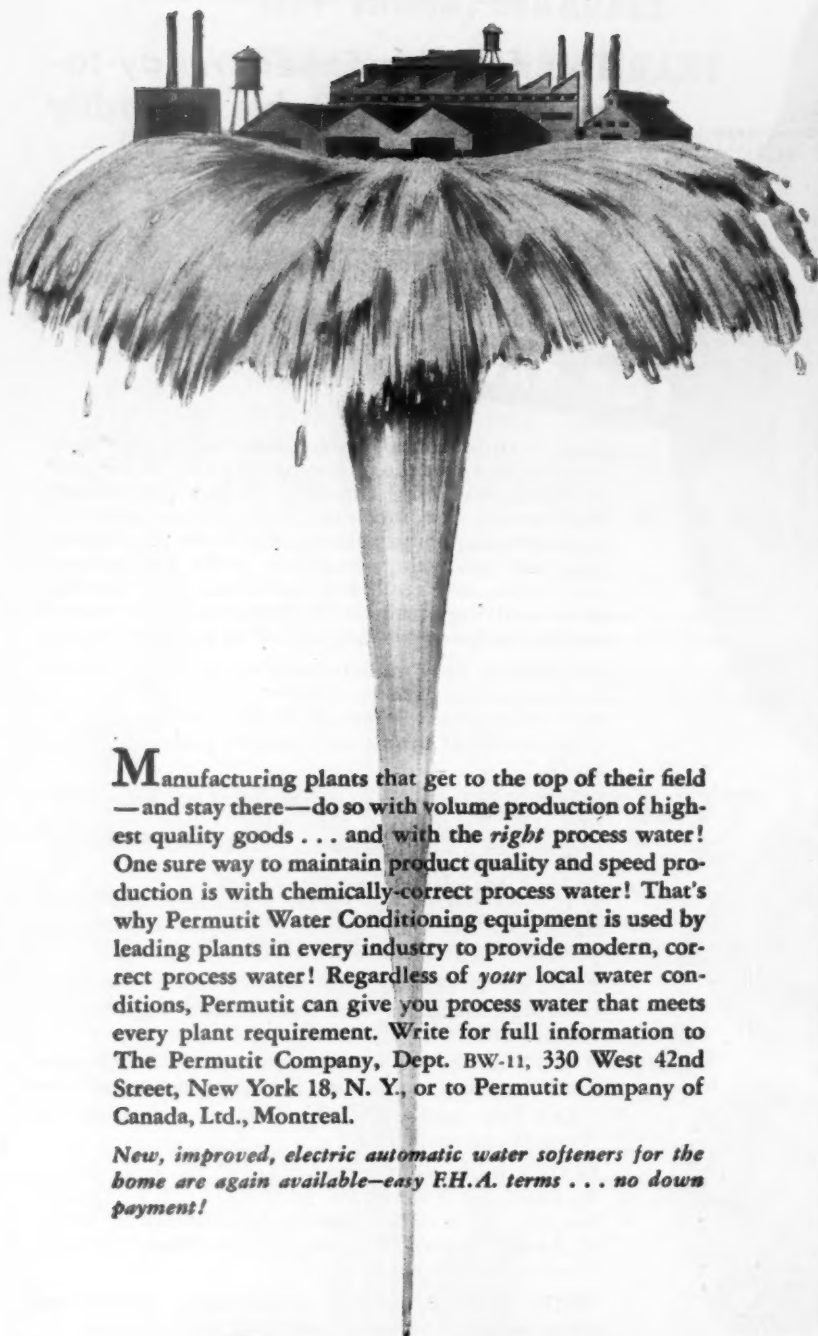 Manufacturing plants that get to the top of their field
—and stay there—do so with volume production of high-
est quality goods . . . and with the right process water!
One sure way to maintain product quality and speed pro-
duction is with chemically-correct process water! That's
why Permutit Water Conditioning equipment is used by
leading plants in every industry to provide modern, cor-
rect process water! Regardless of your local water con-
ditions, Permutit can give you process water that meets
every plant requirement. Write for full information to
The Permutit Company, Dept. BW-11, 330 West 42nd
Street, New York 18, N. Y., or to Permutit Company of
Canada, Ltd., Montreal.
New, improved, electric automatic water softeners for the
home are again available—easy F.H.A. terms . . . no down
payment!